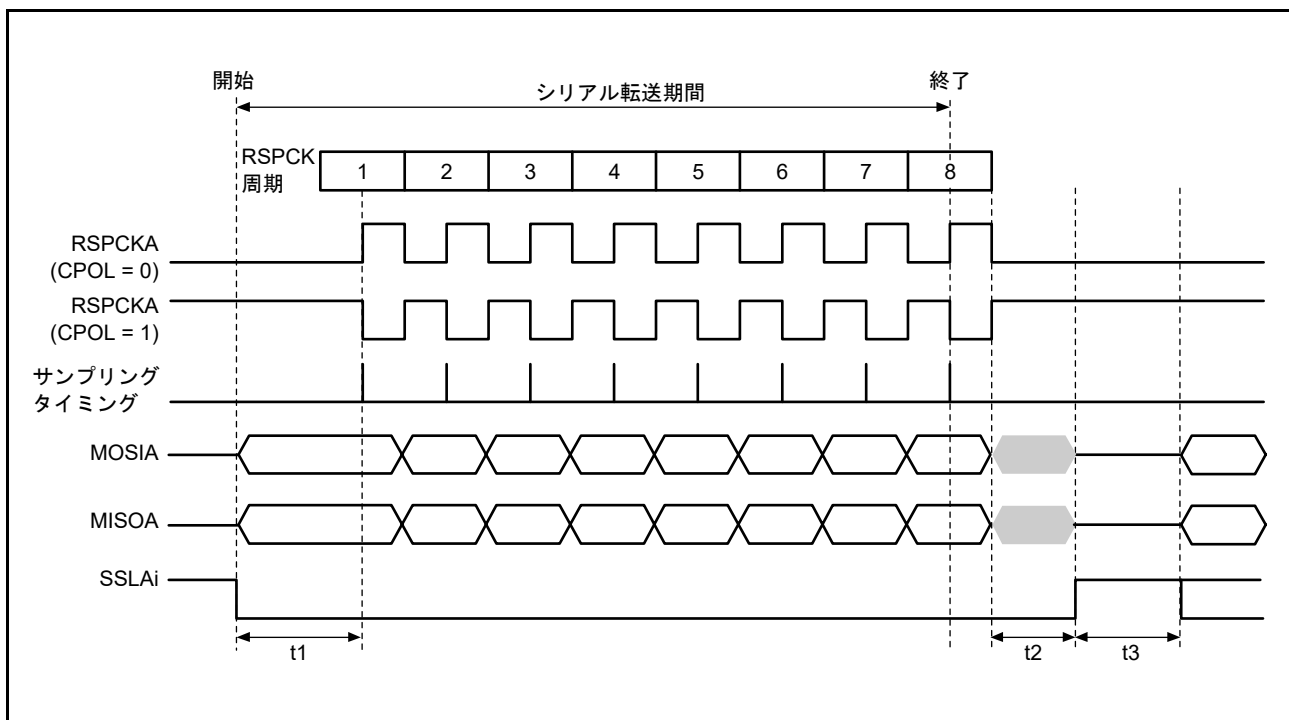 開始
終了
シリアル転送期間
RSPCK
周期
1 2 3 4 5 6 7 8
RSPCKA
(CPOL = 0)
RSPCKA
(CPOL = 1)
サンプリング
タイミング
MOSIA
MISOA
SSLAi
t1
t2
t3